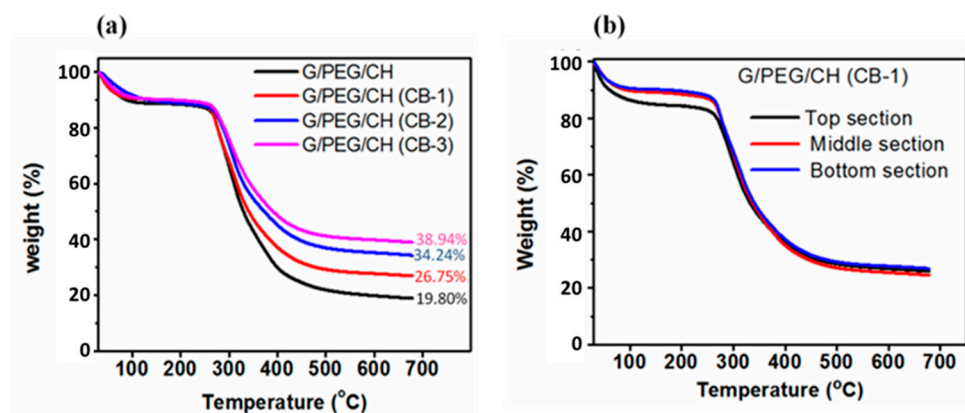 (a)
100
80
60
40
20
0
weight (%)
G/PEG/CH
G/PEG/CH (CB-1)
G/PEG/CH (CB-2)
G/PEG/CH (CB-3)
38.94%
34.24%
26.75%
19.80%
100 200 300 400 500 600 700
Temperature (°C)
(b)
100
80
60
40
20
0
Weight (%)
G/PEG/CH (CB-1)
Top section
Middle section
Bottom section
100 200 300 400 500 600 700
Temperature (°C)